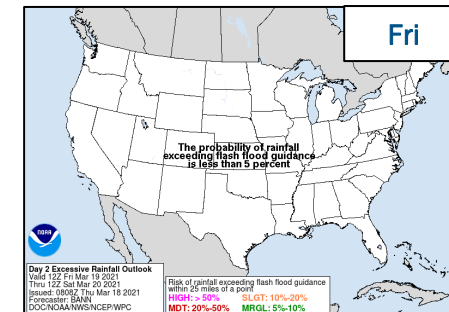 Fri
The probability of rainfall
exceeding flash flood guidance
is less than 5 percent
NOAA
Day 2 Excessive Rainfall Outlook
Valid 12Z Fri Mar 19 2021
Thru 12Z Sat Mar 20 2021
Issued: 0808Z Thu Mar 18 2021
Forecaster: BANN
DOC/NOAA/NWS/NCEP/WPC
Risk of rainfall exceeding flash flood guidance
within 25 miles of a point
HIGH: > 50% SLGT: 10%-20%
MDT: 20%-50% MRGL: 5%-10%